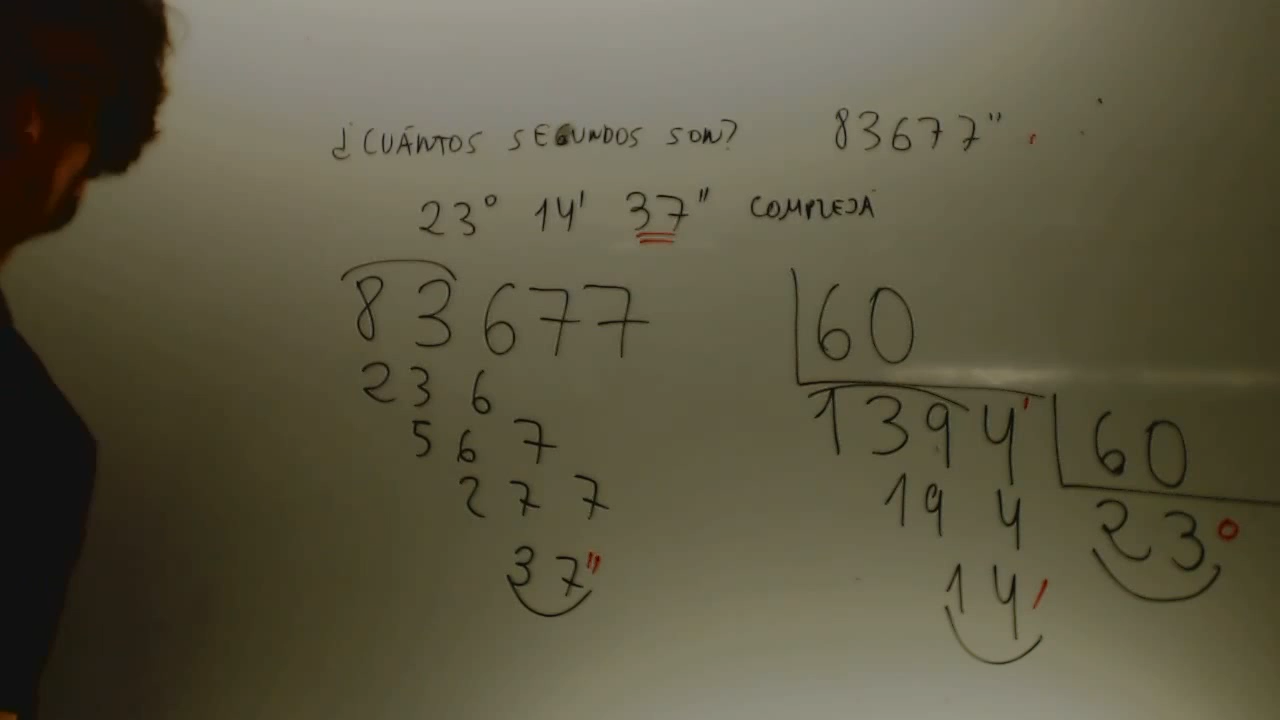 ¿CUÁNTOS SEGUNDOS SON? 83677"
23° 14' 37" COMPLEJA
83677 60
236 1394' 60
567 194 23°
277 14'
37"